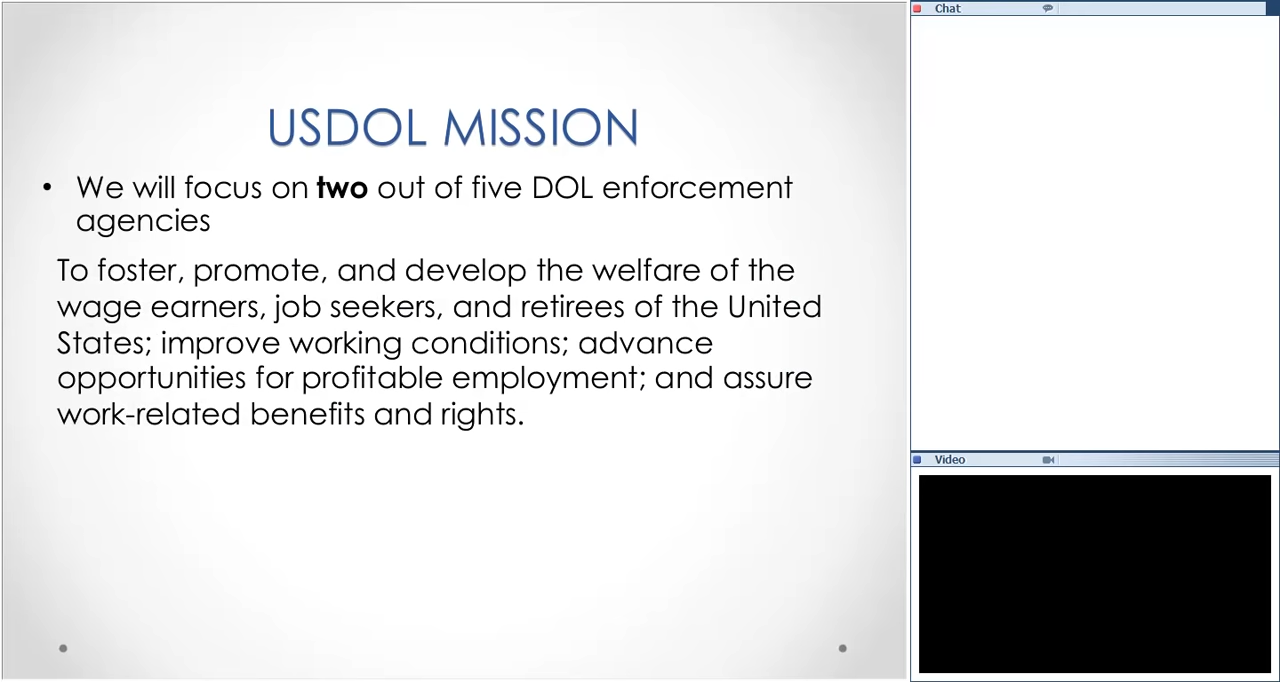 USDOL MISSION
• We will focus on two out of five DOL enforcement
agencies
To foster, promote, and develop the welfare of the
wage earners, job seekers, and retirees of the United
States; improve working conditions; advance
opportunities for profitable employment; and assure
work-related benefits and rights.
Chat
Video